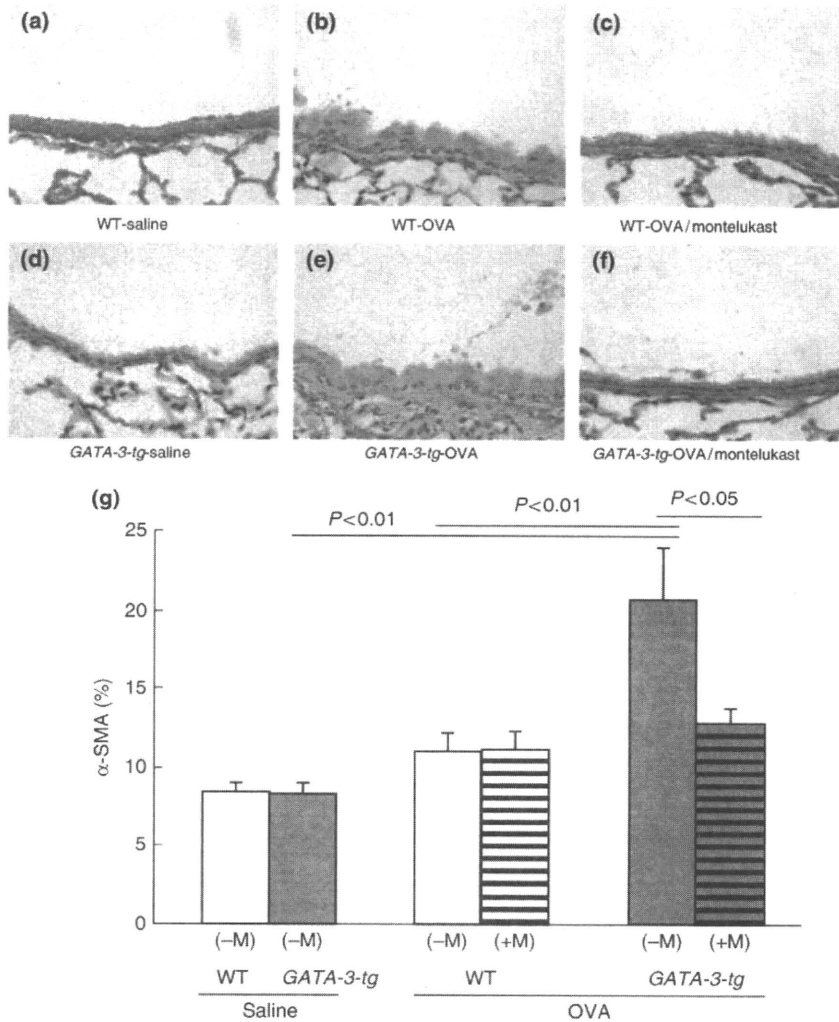 (a) (b) (c)
WT-saline WT-OVA WT-OVA/montelukast
(d) (e) (f)
GATA-3-tg-saline GATA-3-tg-OVA GATA-3-tg-OVA/montelukast
(g)
P<0.01 P<0.01 P<0.05
α-SMA (%)
25
20
15
10
5
0
(–M) (–M) (–M) (+M) (–M) (+M)
WT GATA-3-tg WT GATA-3-tg
Saline OVA